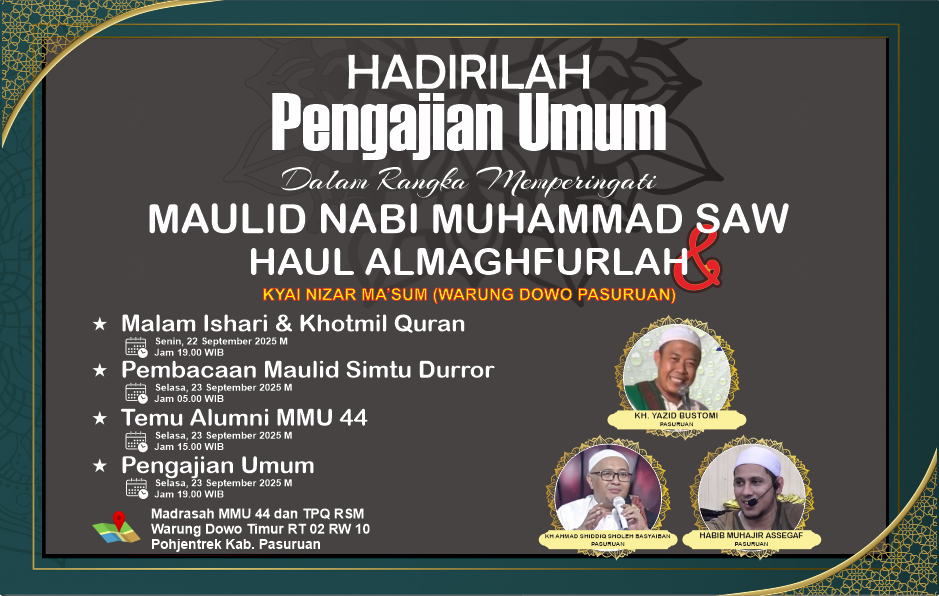 HADIRILAH
Pengajian Umum
Dalam Rangka Memperingati
MAULID NABI MUHAMMAD SAW
&
HAUL ALMAGHFURLAH
KYAI NIZAR MA'SUM (WARUNG DOWO PASURUAN)
Malam Ishari & Khotmil Quran
Senin, 22 September 2025 M
Jam 19.00 WIB
Pembacaan Maulid Simtu Durror
Selasa, 23 September 2025 M
Jam 05.00 WIB
Temu Alumni MMU 44
Selasa, 23 September 2025 M
Jam 15.00 WIB
Pengajian Umum
Selasa, 23 September 2025 M
Jam 19.00 WIB
Madrasah MMU 44 dan TPQ RSM
Warung Dowo Timur RT 02 RW 10
Pohjentrek Kab. Pasuruan
KH. YAZID BUSTOMI
PASURUAN
KH AHMAD SHIDDIQ SHOLEH BASYAIBAN
PASURUAN
HABIB MUHAJIR ASSEGAF
PASURUAN